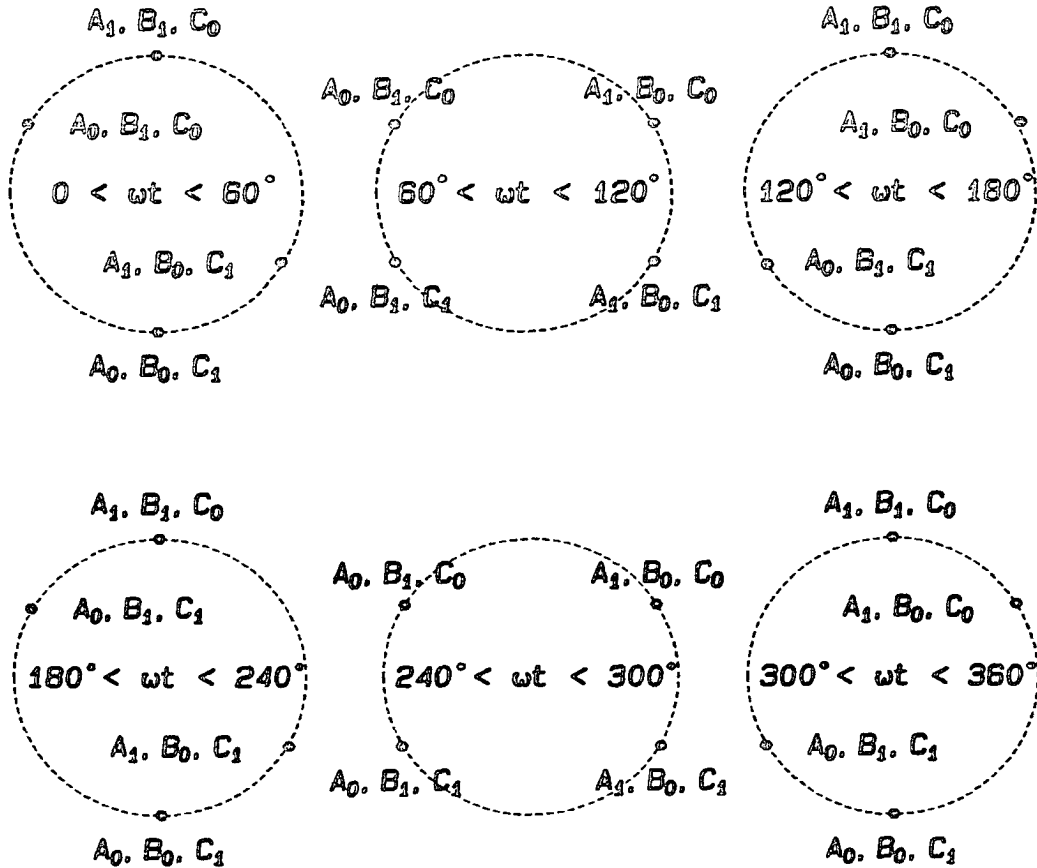 A₁. B₁. C₀
A₀. B₁. C₀
0 < ωt < 60°
A₁. B₀. C₁
A₀. B₀. C₁
A₀. B₁. C₀
A₁. B₀. C₀
60° < ωt < 120°
A₀. B₁. C₁
A₁. B₀. C₁
A₁. B₁. C₀
A₁. B₀. C₀
120° < ωt < 180°
A₀. B₁. C₁
A₀. B₀. C₁
A₁. B₁. C₀
A₀. B₁. C₁
180° < ωt < 240°
A₁. B₀. C₁
A₀. B₀. C₁
A₀. B₁. C₀
A₁. B₀. C₀
240° < ωt < 300°
A₀. B₁. C₁
A₁. B₀. C₁
A₁. B₁. C₀
A₁. B₀. C₀
300° < ωt < 360°
A₀. B₁. C₁
A₀. B₀. C₁